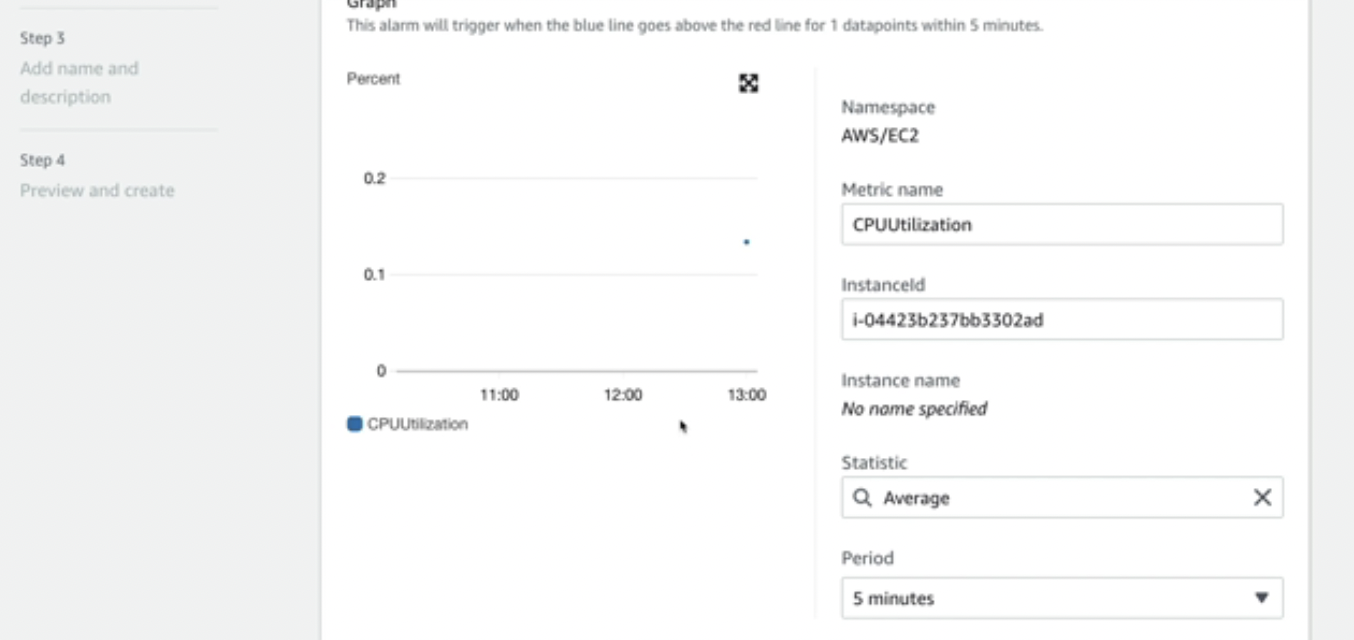 Graph
This alarm will trigger when the blue line goes above the red line for 1 datapoints within 5 minutes.
Step 3
Add name and
description
Step 4
Preview and create
Percent
0.2
0.1
0
11:00 12:00 13:00
CPUUtilization
Namespace
AWS/EC2
Metric name
CPUUtilization
InstanceId
i-04423b237bb3302ad
Instance name
No name specified
Statistic
Average
Period
5 minutes